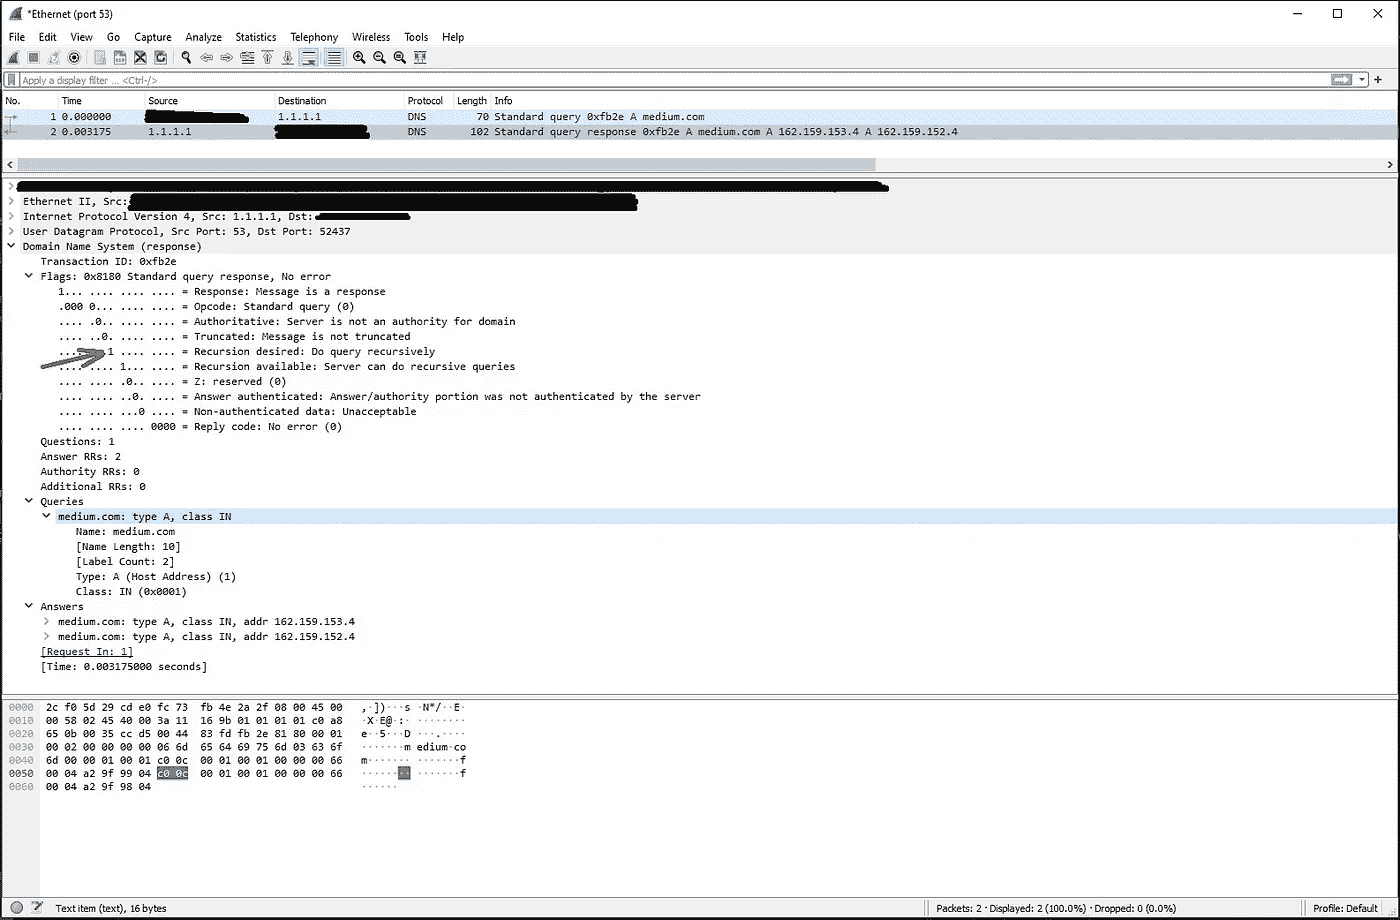 *Ethernet (port 53)
File Edit View Go Capture Analyze Statistics Telephony Wireless Tools Help
Apply a display filter ... <Ctrl-/>
No. Time Source Destination Protocol Length Info
1 0.000000 1.1.1.1 DNS 70 Standard query 0xfb2e A medium.com
2 0.003175 1.1.1.1 DNS 102 Standard query response 0xfb2e A medium.com A 162.159.153.4 A 162.159.152.4
Ethernet II, Src:
Internet Protocol Version 4, Src: 1.1.1.1, Dst:
User Datagram Protocol, Src Port: 53, Dst Port: 52437
Domain Name System (response)
Transaction ID: 0xfb2e
Flags: 0x8180 Standard query response, No error
1... .... .... .... = Response: Message is a response
.000 0... .... .... = Opcode: Standard query (0)
.... .0.. .... .... = Authoritative: Server is not an authority for domain
.... ..0. .... .... = Truncated: Message is not truncated
.... ...1 .... .... = Recursion desired: Do query recursively
.... .... 1... .... = Recursion available: Server can do recursive queries
.... .... .0.. .... = Z: reserved (0)
.... .... ..0. .... = Answer authenticated: Answer/authority portion was not authenticated by the server
.... .... ...0 .... = Non-authenticated data: Unacceptable
.... .... .... 0000 = Reply code: No error (0)
Questions: 1
Answer RRs: 2
Authority RRs: 0
Additional RRs: 0
Queries
medium.com: type A, class IN
Name: medium.com
[Name Length: 10]
[Label Count: 2]
Type: A (Host Address) (1)
Class: IN (0x0001)
Answers
medium.com: type A, class IN, addr 162.159.153.4
medium.com: type A, class IN, addr 162.159.152.4
[Request In: 1]
[Time: 0.003175000 seconds]
0000 2c f0 5d 29 cd e0 fc 73 fb 4e 2a 2f 08 00 45 00 ,·])···s ·N*/··E·
0010 00 58 02 45 40 00 3a 11 16 9b 01 01 01 01 c0 a8 ·X·E@·:· ········
0020 65 0b 00 35 cc d5 00 44 83 fd fb 2e 81 80 00 01 e··5···D ···.····
0030 00 02 00 00 00 00 06 6d 65 64 69 75 6d 03 63 6f ·······m edium·co
0040 6d 00 00 01 00 01 c0 0c 00 01 00 01 00 00 00 66 m······· ·······f
0050 00 04 a2 9f 99 04 c0 0c 00 01 00 01 00 00 00 66 ········ ·······f
0060 00 04 a2 9f 98 04 ······
Text item (text), 16 bytes Packets: 2 · Displayed: 2 (100.0%) · Dropped: 0 (0.0%) Profile: Default